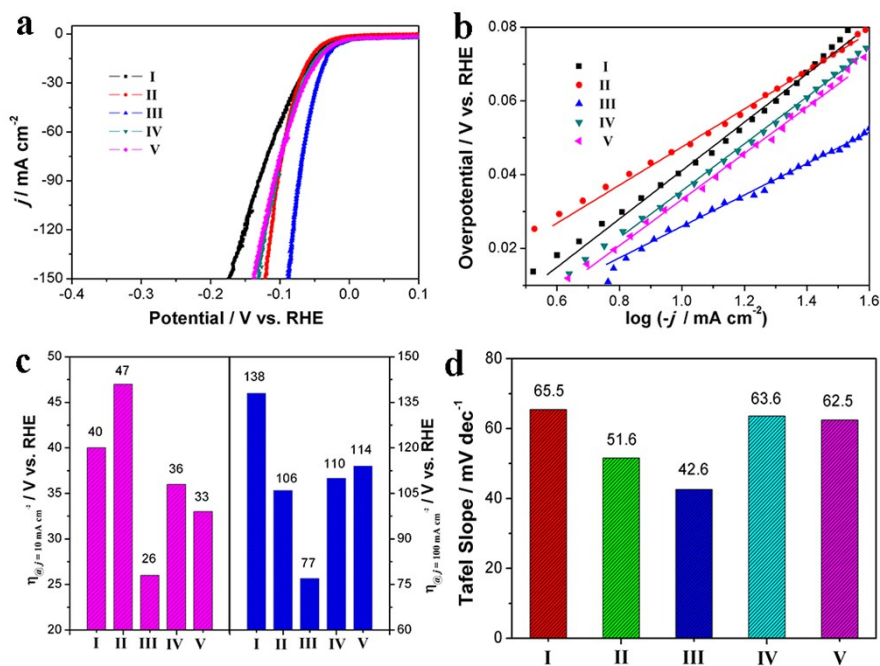 a
j / mA cm-2
0
-30
-60
-90
-120
-150
I
II
III
IV
V
-0.4
-0.3
-0.2
-0.1
0.0
0.1
Potential / V vs. RHE
b
Overpotential / V vs. RHE
0.08
0.06
0.04
0.02
I
II
III
IV
V
0.6
0.8
1.0
1.2
1.4
1.6
log (-j / mA cm-2)
c
η@j = 10 mA cm-2 / V vs. RHE
50
45
40
35
30
25
20
40
47
26
36
33
I
II
III
IV
V
138
106
77
110
114
I
II
III
IV
V
150
135
120
105
90
75
60
η@j = 100 mA cm-2 / V vs. RHE
d
Tafel Slope / mV dec-1
80
60
40
20
0
65.5
51.6
42.6
63.6
62.5
I
II
III
IV
V